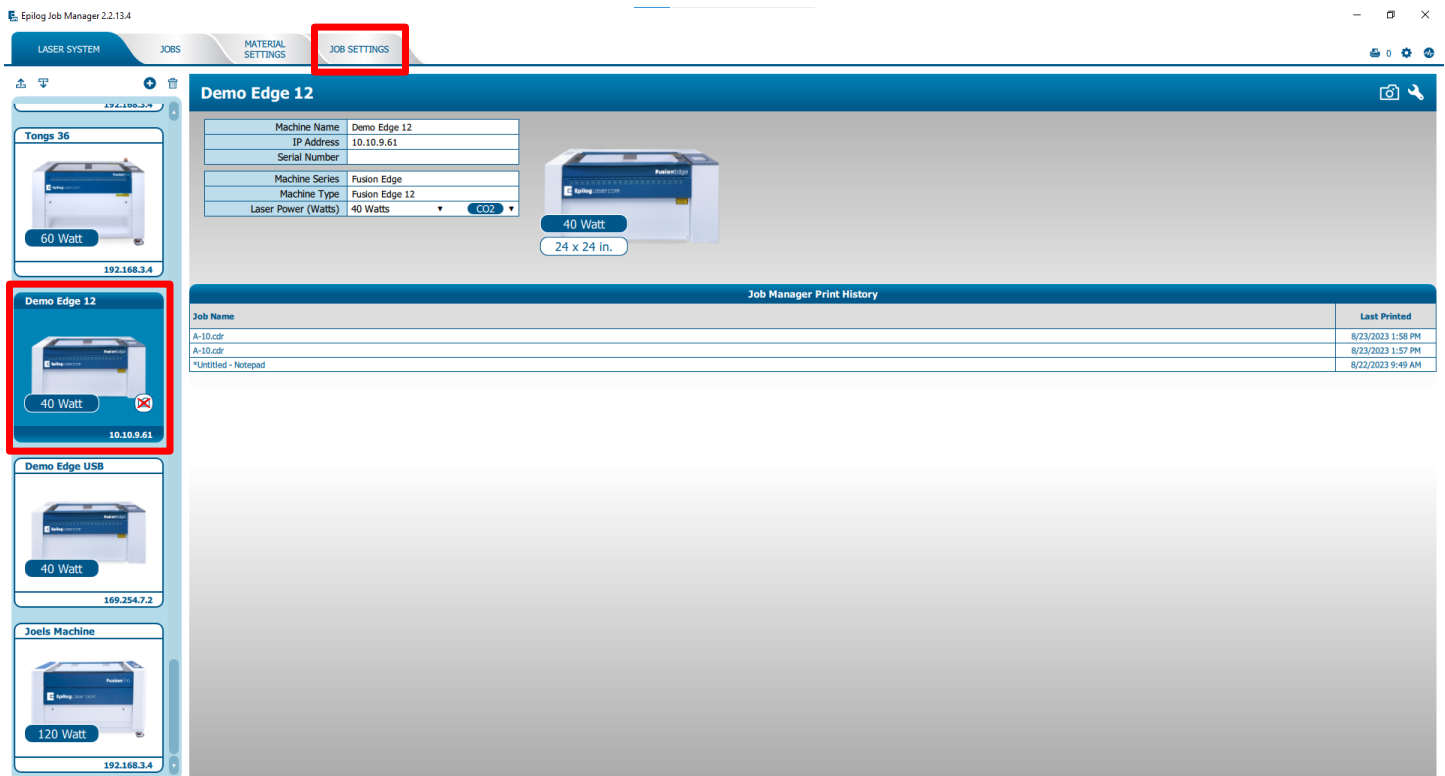 Epilog Job Manager 2.2.13.4
LASER SYSTEM
JOBS
MATERIAL
SETTINGS
JOB SETTINGS
0
192.168.3.4
Tongs 36
60 Watt
192.168.3.4
Demo Edge 12
FusionEdge
40 Watt
10.10.9.61
Demo Edge USB
40 Watt
169.254.7.2
Joels Machine
FusionPro
120 Watt
192.168.3.4
Demo Edge 12
Machine Name Demo Edge 12
IP Address 10.10.9.61
Serial Number
Machine Series Fusion Edge
Machine Type Fusion Edge 12
Laser Power (Watts) 40 Watts CO2
FusionEdge
Epiloglaser.com
40 Watt
24 x 24 in.
Job Manager Print History
Job Name Last Printed
A-10.cdr 8/23/2023 1:58 PM
A-10.cdr 8/23/2023 1:57 PM
*Untitled - Notepad 8/22/2023 9:49 AM